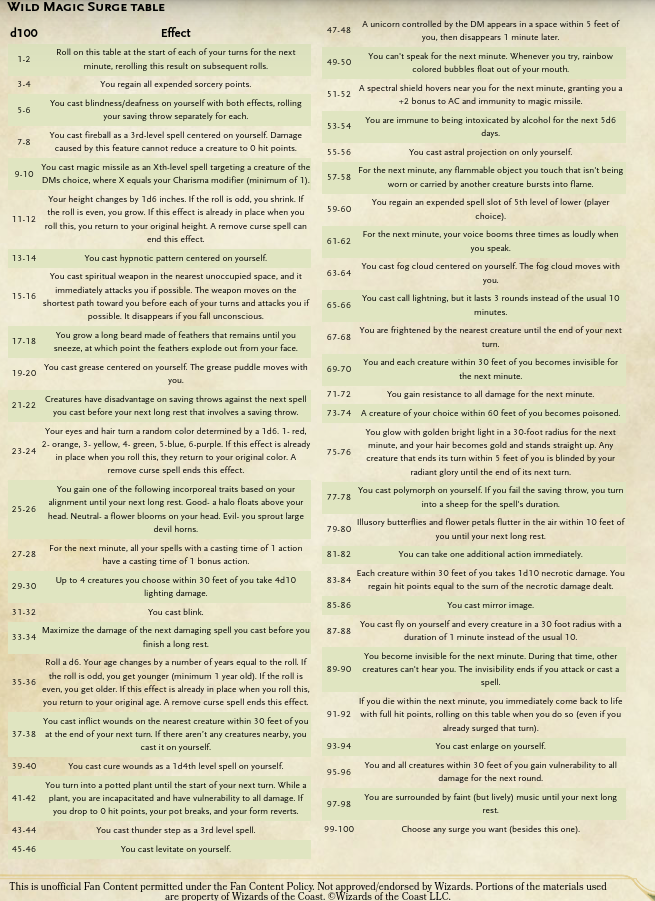 WILD MAGIC SURGE TABLE
d100 Effect
1-2 Roll on this table at the start of each of your turns for the next
minute, rerolling this result on subsequent rolls.
3-4 You regain all expended sorcery points.
5-6 You cast blindness/deafness on yourself with both effects, rolling
your saving throw separately for each.
7-8 You cast fireball as a 3rd-level spell centered on yourself. Damage
caused by this feature cannot reduce a creature to 0 hit points.
9-10 You cast magic missile as an Xth-level spell targeting a creature of the
DMs choice, where X equals your Charisma modifier (minimum of 1).
11-12 Your height changes by 1d6 inches. If the roll is odd, you shrink. If
the roll is even, you grow. If this effect is already in place when you
roll this, you return to your original height. A remove curse spell can
end this effect.
13-14 You cast hypnotic pattern centered on yourself.
15-16 You cast spiritual weapon in the nearest unoccupied space, and it
immediately attacks you if possible. The weapon moves on the
shortest path toward you before each of your turns and attacks you if
possible. It disappears if you fall unconscious.
17-18 You grow a long beard made of feathers that remains until you
sneeze, at which point the feathers explode out from your face.
19-20 You cast grease centered on yourself. The grease puddle moves with
you.
21-22 Creatures have disadvantage on saving throws against the next spell
you cast before your next long rest that involves a saving throw.
23-24 Your eyes and hair turn a random color determined by a 1d6. 1- red,
2- orange, 3- yellow, 4- green, 5-blue, 6-purple. If this effect is already
in place when you roll this, they return to your original color. A
remove curse spell ends this effect.
25-26 You gain one of the following incorporeal traits based on your
alignment until your next long rest. Good- a halo floats above your
head. Neutral- a flower blooms on your head. Evil- you sprout large
devil horns.
27-28 For the next minute, all your spells with a casting time of 1 action
have a casting time of 1 bonus action.
29-30 Up to 4 creatures you choose within 30 feet of you take 4d10
lighting damage.
31-32 You cast blink.
33-34 Maximize the damage of the next damaging spell you cast before you
finish a long rest.
35-36 Roll a d6. Your age changes by a number of years equal to the roll. If
the roll is odd, you get younger (minimum 1 year old). If the roll is
even, you get older. If this effect is already in place when you roll this,
you return to your original age. A remove curse spell ends this effect.
37-38 You cast inflict wounds on the nearest creature within 30 feet of you
at the end of your next turn. If there aren't any creatures nearby, you
cast it on yourself.
39-40 You cast cure wounds as a 1d4th level spell on yourself.
41-42 You turn into a potted plant until the start of your next turn. While a
plant, you are incapacitated and have vulnerability to all damage. If
you drop to 0 hit points, your pot breaks, and your form reverts.
43-44 You cast thunder step as a 3rd level spell.
45-46 You cast levitate on yourself.
47-48 A unicorn controlled by the DM appears in a space within 5 feet of
you, then disappears 1 minute later.
49-50 You can't speak for the next minute. Whenever you try, rainbow
colored bubbles float out of your mouth.
51-52 A spectral shield hovers near you for the next minute, granting you a
+2 bonus to AC and immunity to magic missile.
53-54 You are immune to being intoxicated by alcohol for the next 5d6
days.
55-56 You cast astral projection on only yourself.
57-58 For the next minute, any flammable object you touch that isn't being
worn or carried by another creature bursts into flame.
59-60 You regain an expended spell slot of 5th level of lower (player
choice).
61-62 For the next minute, your voice booms three times as loudly when
you speak.
63-64 You cast fog cloud centered on yourself. The fog cloud moves with
you.
65-66 You cast call lightning, but it lasts 3 rounds instead of the usual 10
minutes.
67-68 You are frightened by the nearest creature until the end of your next
turn.
69-70 You and each creature within 30 feet of you becomes invisible for
the next minute.
71-72 You gain resistance to all damage for the next minute.
73-74 A creature of your choice within 60 feet of you becomes poisoned.
75-76 You glow with golden bright light in a 30-foot radius for the next
minute, and your hair becomes gold and stands straight up. Any
creature that ends its turn within 5 feet of you is blinded by your
radiant glory until the end of its next turn.
77-78 You cast polymorph on yourself. If you fail the saving throw, you turn
into a sheep for the spell's duration.
79-80 Illusory butterflies and flower petals flutter in the air within 10 feet of
you until your next long rest.
81-82 You can take one additional action immediately.
83-84 Each creature within 30 feet of you takes 1d10 necrotic damage. You
regain hit points equal to the sum of the necrotic damage dealt.
85-86 You cast mirror image.
87-88 You cast fly on yourself and every creature in a 30 foot radius with a
duration of 1 minute instead of the usual 10.
89-90 You become invisible for the next minute. During that time, other
creatures can't hear you. The invisibility ends if you attack or cast a
spell.
91-92 If you die within the next minute, you immediately come back to life
with full hit points, rolling on this table when you do so (even if you
already surged that turn).
93-94 You cast enlarge on yourself.
95-96 You and all creatures within 30 feet of you gain vulnerability to all
damage for the next round.
97-98 You are surrounded by faint (but lively) music until your next long
rest.
99-100 Choose any surge you want (besides this one).
This is unofficial Fan Content permitted under the Fan Content Policy. Not approved/endorsed by Wizards. Portions of the materials used
are property of Wizards of the Coast. ©Wizards of the Coast LLC.